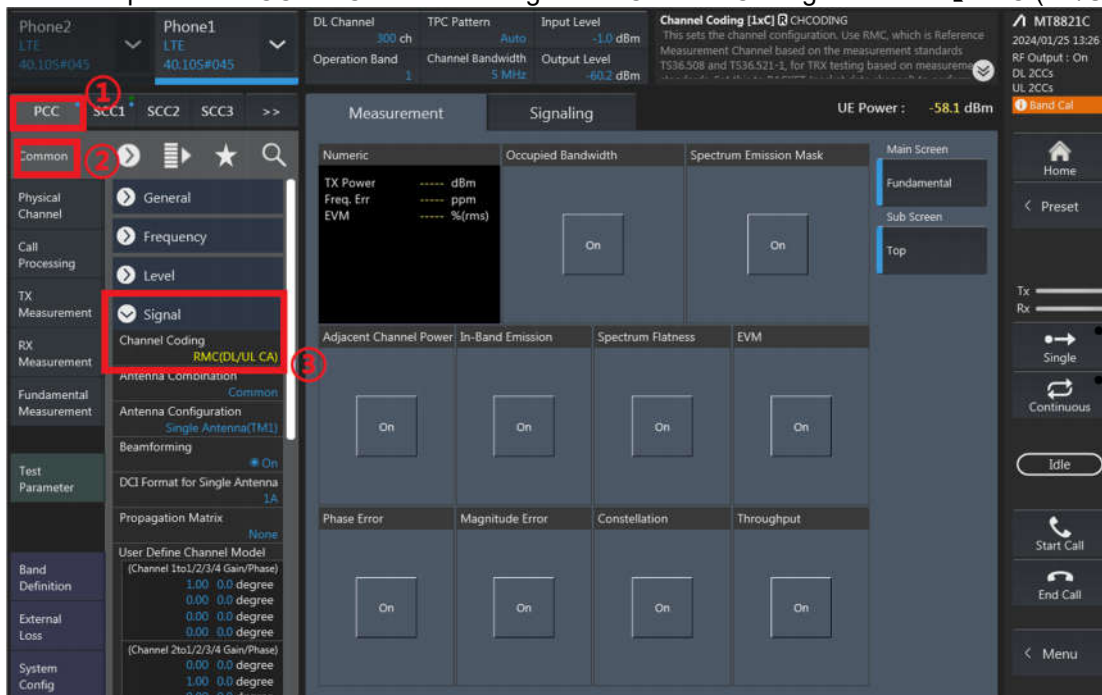 Phone2
LTE
40.105#045
Phone1
LTE
40.105#045
DL Channel
300 ch
TPC Pattern
Auto
Input Level
-1.0 dBm
Operation Band
1
Channel Bandwidth
5 MHz
Output Level
-60.2 dBm
Channel Coding [1xC] R CHCODING
This sets the channel configuration. Use RMC, which is Reference
Measurement Channel based on the measurement standards
TS36.508 and TS36.521-1, for TRX testing based on measureme
MT8821C
2024/01/25 13:26
RF Output : On
DL 2CCs
UL 2CCs
Band Cal
①
PCC
SCC1
SCC2
SCC3
>>
Measurement
Signaling
UE Power : -58.1 dBm
Common
②
Physical
Channel
Call
Processing
TX
Measurement
RX
Measurement
Fundamental
Measurement
Test
Parameter
Band
Definition
External
Loss
System
Config
General
Frequency
Level
Signal
Channel Coding
RMC(DL/UL CA)
③
Antenna Combination
Common
Antenna Configuration
Single Antenna(TM1)
Beamforming
On
DCI Format for Single Antenna
1A
Propagation Matrix
None
User Define Channel Model
(Channel 1to1/2/3/4 Gain/Phase)
1.00 0.0 degree
0.00 0.0 degree
0.00 0.0 degree
0.00 0.0 degree
(Channel 2to1/2/3/4 Gain/Phase)
0.00 0.0 degree
1.00 0.0 degree
Numeric
TX Power ----- dBm
Freq. Err ----- ppm
EVM ----- %(rms)
Occupied Bandwidth
On
Spectrum Emission Mask
On
Adjacent Channel Power
On
In-Band Emission
On
Spectrum Flatness
On
EVM
On
Phase Error
On
Magnitude Error
On
Constellation
On
Throughput
On
Main Screen
Fundamental
Sub Screen
Top
Home
< Preset
Tx
Rx
Single
Continuous
Idle
Start Call
End Call
< Menu